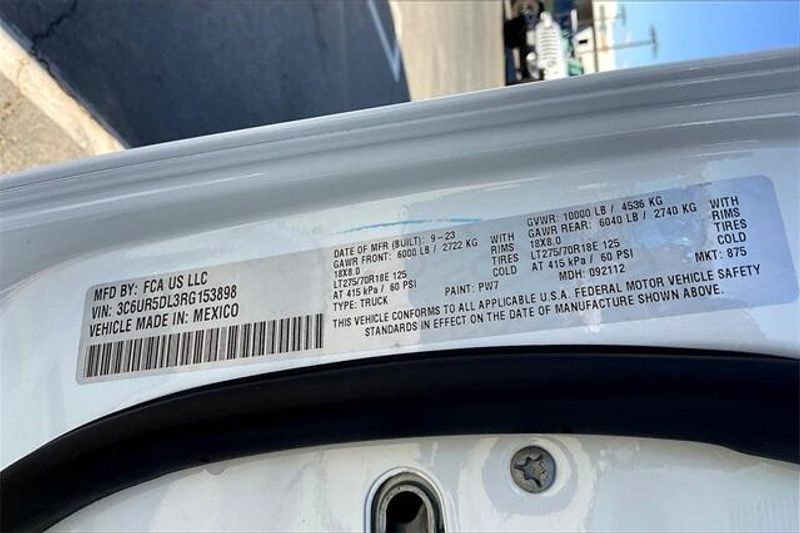 MFD BY: FCA US LLC
VIN: 3C6UR5DL3RG153898
VEHICLE MADE IN: MEXICO
DATE OF MFR (BUILT): 9-23
GAWR FRONT: 6000 LB / 2722 KG WITH
18X8.0 RIMS
LT275/70R18E 125 TIRES
AT 415 kPa / 60 PSI COLD
TYPE: TRUCK PAINT: PW7
GVWR: 10000 LB / 4536 KG
GAWR REAR: 6040 LB / 2740 KG WITH
18X8.0 RIMS
LT275/70R18E 125 TIRES
AT 415 kPa / 60 PSI COLD
MDH: 092112 MKT: 875
THIS VEHICLE CONFORMS TO ALL APPLICABLE U.S.A. FEDERAL MOTOR VEHICLE SAFETY
STANDARDS IN EFFECT ON THE DATE OF MANUFACTURE SHOWN ABOVE.